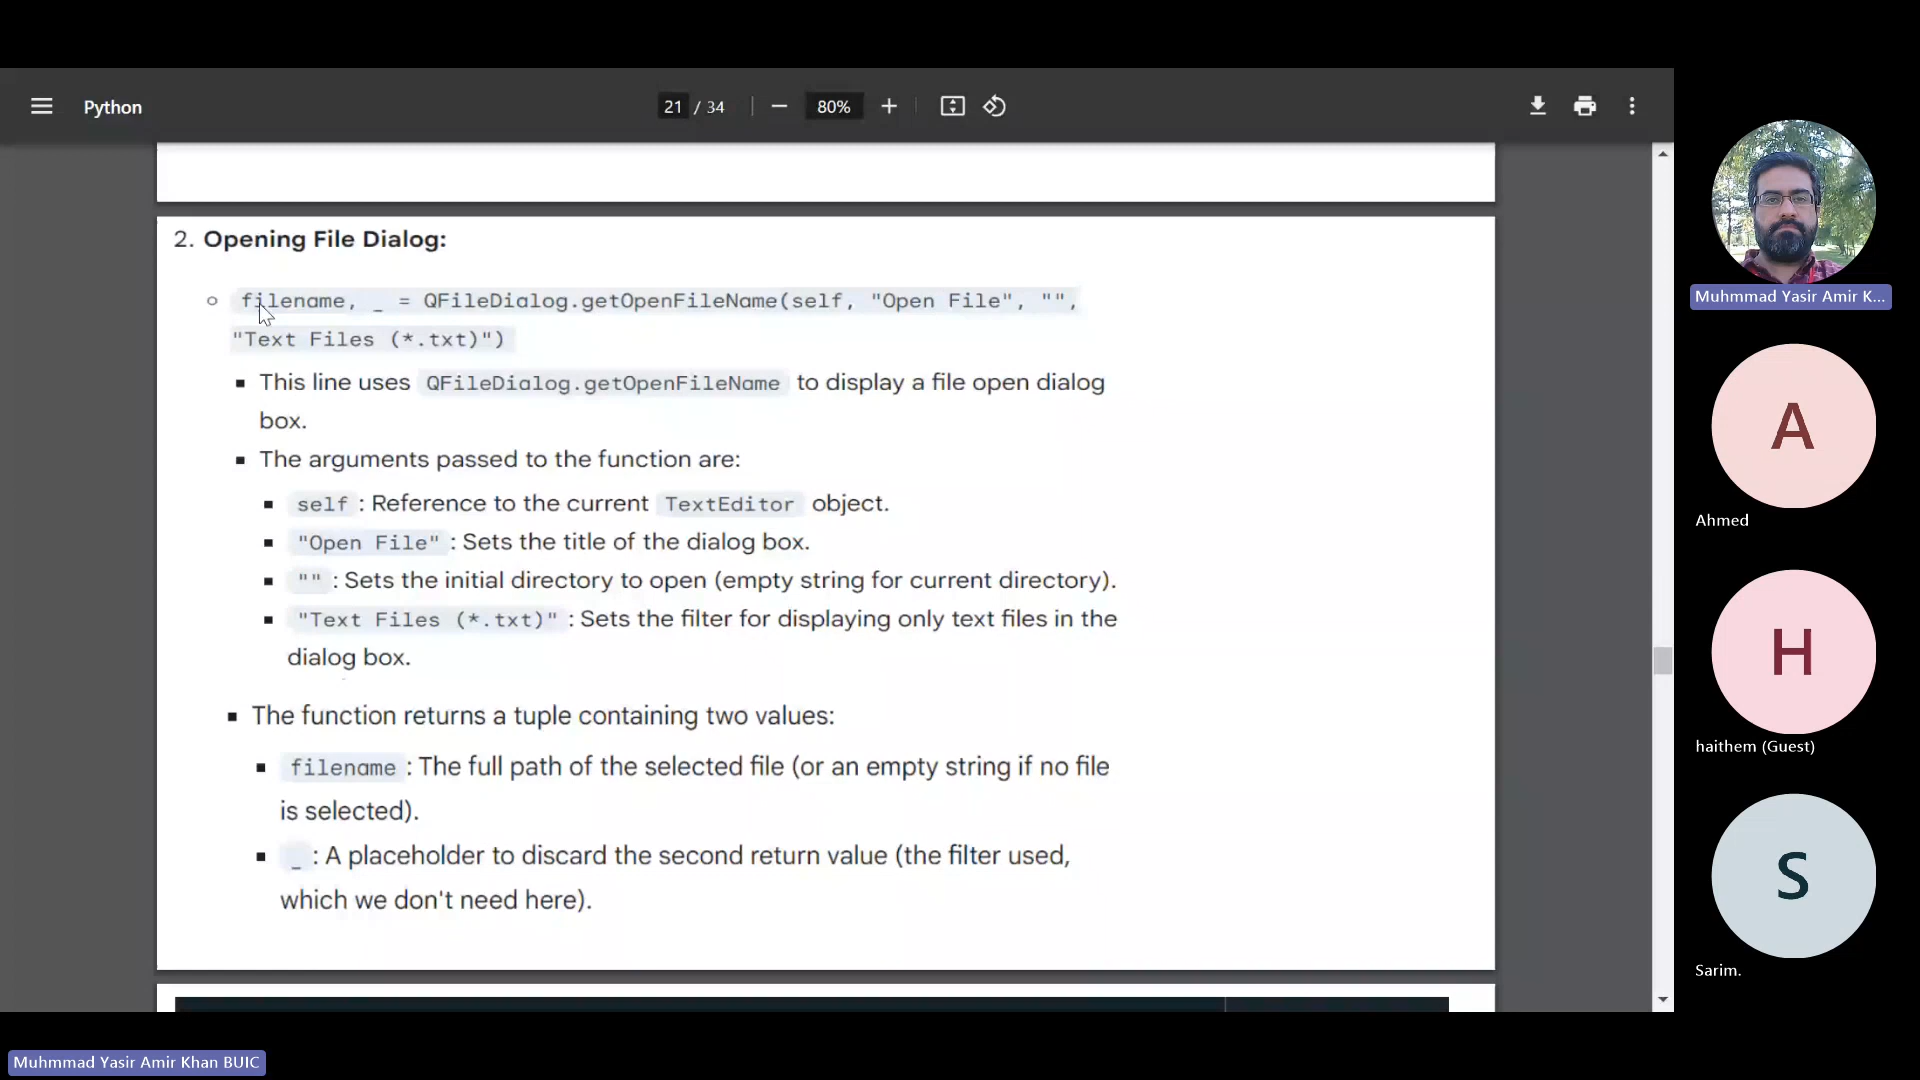 Python
21 / 34
80%
2. Opening File Dialog:
filename, _ = QFileDialog.getOpenFileName(self, "Open File", "",
"Text Files (*.txt)")
This line uses QFileDialog.getOpenFileName to display a file open dialog
box.
The arguments passed to the function are:
self : Reference to the current TextEditor object.
"Open File" : Sets the title of the dialog box.
"" : Sets the initial directory to open (empty string for current directory).
"Text Files (*.txt)" : Sets the filter for displaying only text files in the
dialog box.
The function returns a tuple containing two values:
filename : The full path of the selected file (or an empty string if no file
is selected).
_ : A placeholder to discard the second return value (the filter used,
which we don't need here).
Muhmmad Yasir Amir K...
A
Ahmed
H
haithem (Guest)
S
Sarim.
Muhmmad Yasir Amir Khan BUIC